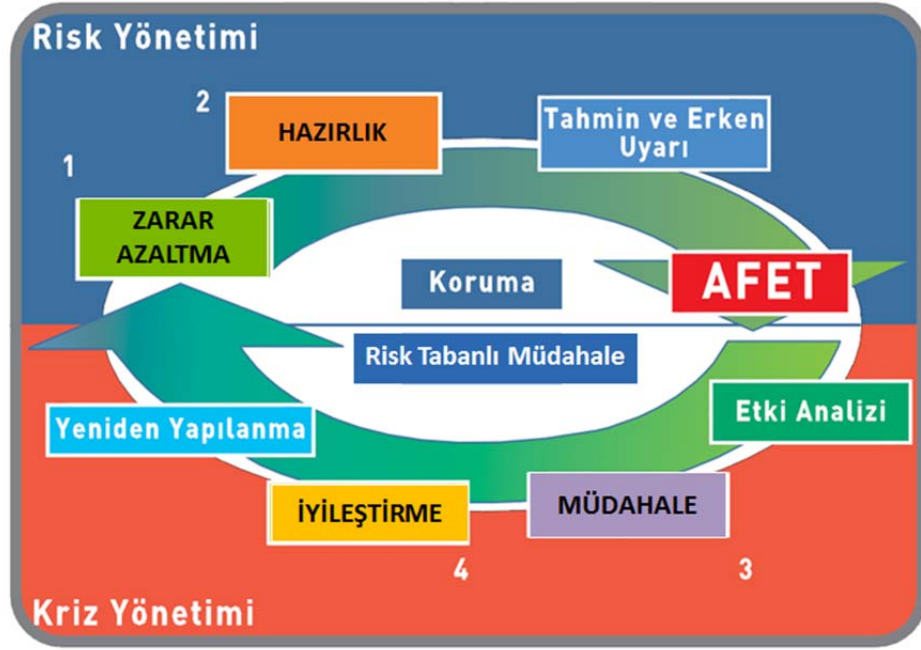 Risk Yönetimi
2
HAZIRLIK
Tahmin ve Erken
Uyarı
1
ZARAR
AZALTMA
Koruma
AFET
Risk Tabanlı Müdahale
Yeniden Yapılanma
Etki Analizi
İYİLEŞTİRME
MÜDAHALE
4
3
Kriz Yönetimi